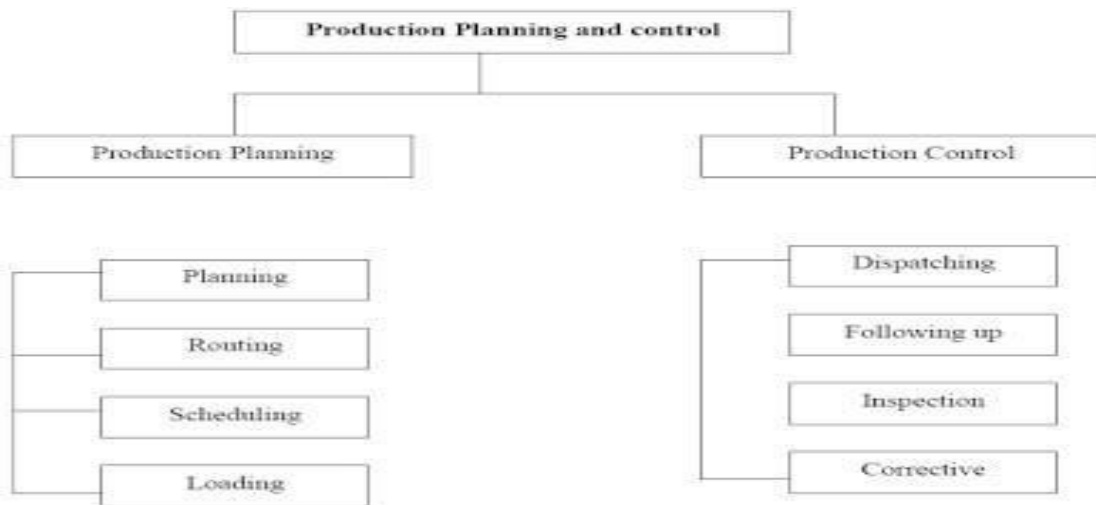 Production Planning and control
Production Planning
Production Control
Planning
Routing
Scheduling
Loading
Dispatching
Following up
Inspection
Corrective